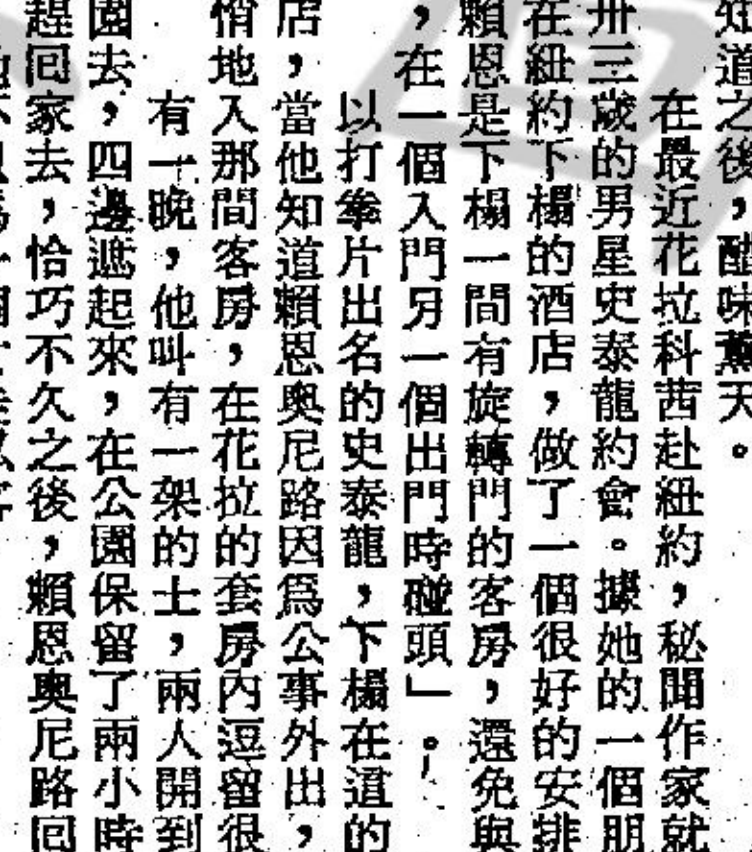 知道之後，醋味薰天。
在最近花拉科茜赴紐約，秘聞作家就
卅三歲的男星史泰龍約會。據她的一個朋
在紐約下榻的酒店，做了一個很好的安排
賴恩是下榻一間有旋轉門的客房，還免與
，在一個入門另一個出門時碰頭」。
以打拳片出名的史泰龍，下榻在這的
店，當他知道賴恩奧尼路因爲公事外出，
悄地入那間客房，在花拉的套房內逗留很
有一晚，他叫有一架的士，兩人開到
園去，四邊遮起來，在公園保留了兩小時
趕回家去，恰巧不久之後，賴恩奧尼路回